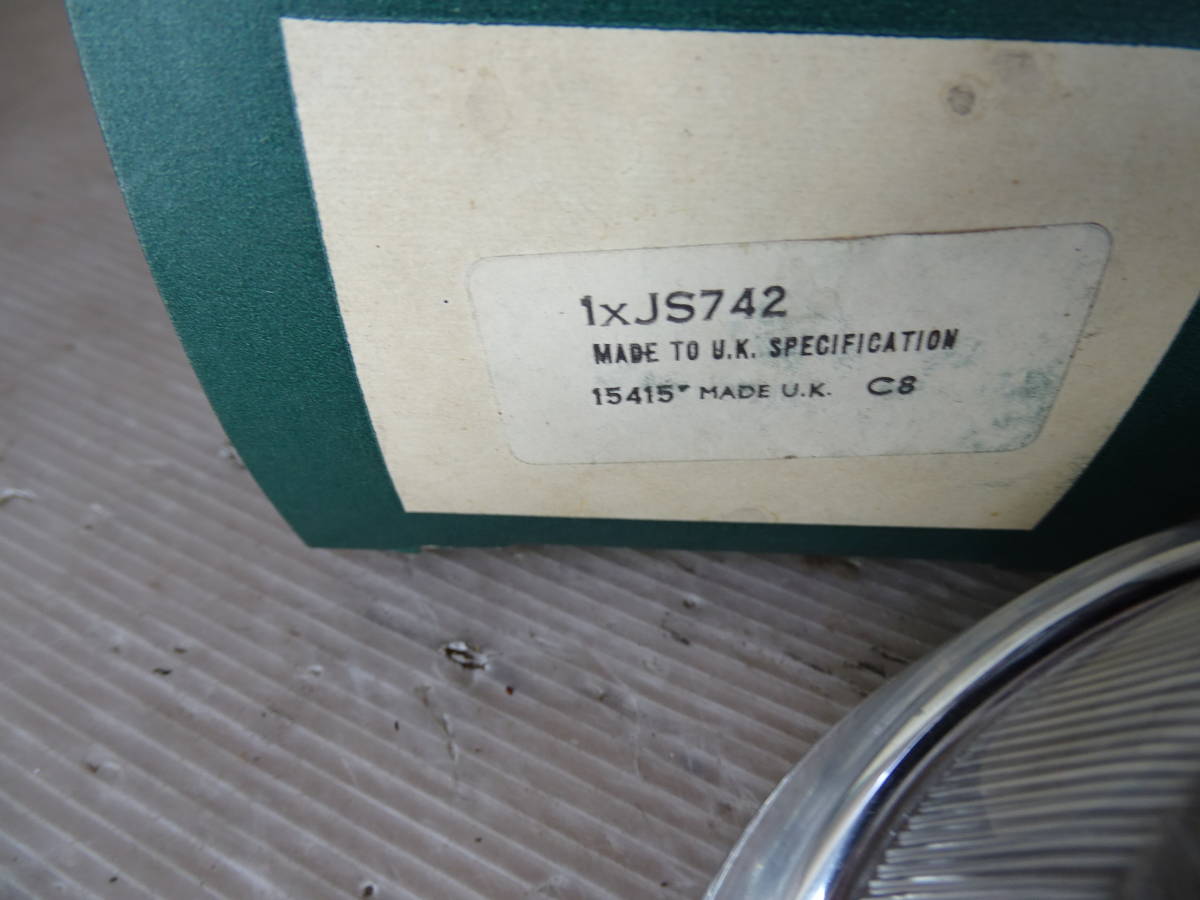 1xJS742
MADE TO U.K. SPECIFICATION
15415" MADE U.K. C8